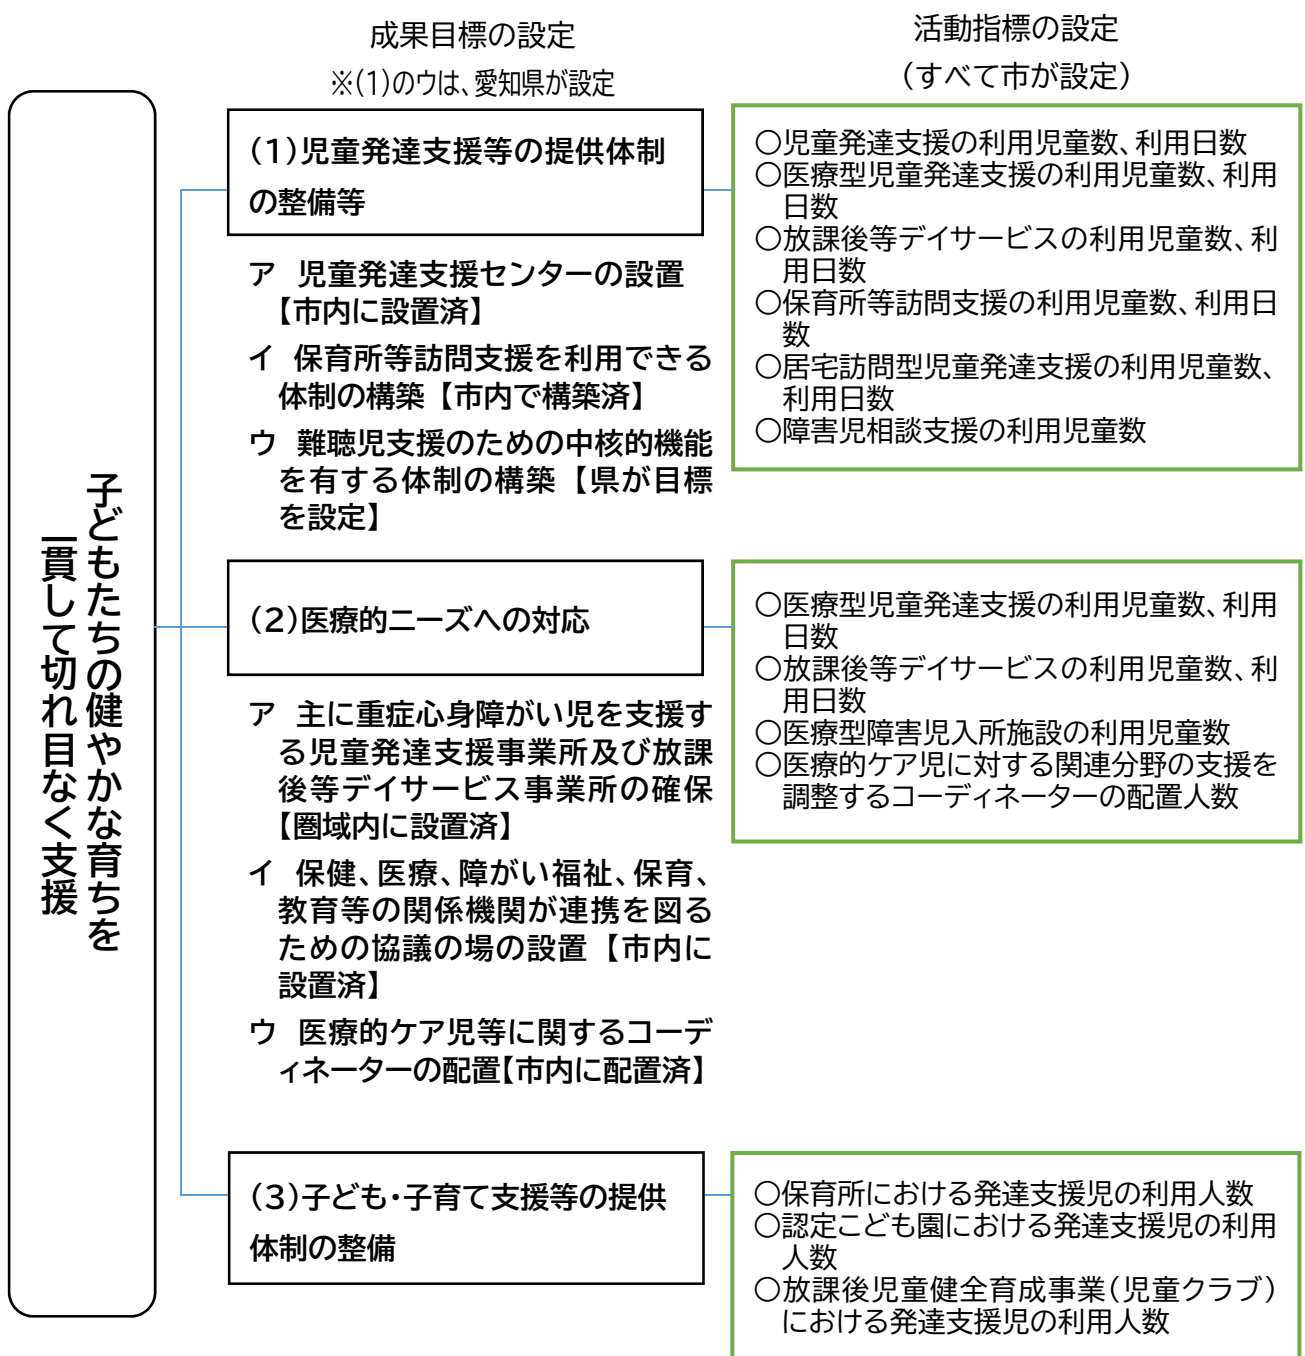 成果目標の設定
※(1)のウは、愛知県が設定
活動指標の設定
(すべて市が設定)
子どもたちの健やかな育ちを
一貫して切れ目なく支援
(1)児童発達支援等の提供体制
の整備等
ア 児童発達支援センターの設置
【市内に設置済】
イ 保育所等訪問支援を利用できる
体制の構築【市内で構築済】
ウ 難聴児支援のための中核的機能
を有する体制の構築【県が目標
を設定】
○児童発達支援の利用児童数、利用日数
○医療型児童発達支援の利用児童数、利用
日数
○放課後等デイサービスの利用児童数、利
用日数
○保育所等訪問支援の利用児童数、利用日
数
○居宅訪問型児童発達支援の利用児童数、
利用日数
○障害児相談支援の利用児童数
(2)医療的ニーズへの対応
ア 主に重症心身障がい児を支援す
る児童発達支援事業所及び放課
後等デイサービス事業所の確保
【圏域内に設置済】
イ 保健、医療、障がい福祉、保育、
教育等の関係機関が連携を図る
ための協議の場の設置【市内に
設置済】
ウ 医療的ケア児等に関するコーデ
ィネーターの配置【市内に配置済】
○医療型児童発達支援の利用児童数、利用
日数
○放課後等デイサービスの利用児童数、利
用日数
○医療型障害児入所施設の利用児童数
○医療的ケア児に対する関連分野の支援を
調整するコーディネーターの配置人数
(3)子ども・子育て支援等の提供
体制の整備
○保育所における発達支援児の利用人数
○認定こども園における発達支援児の利用
人数
○放課後児童健全育成事業(児童クラブ)
における発達支援児の利用人数